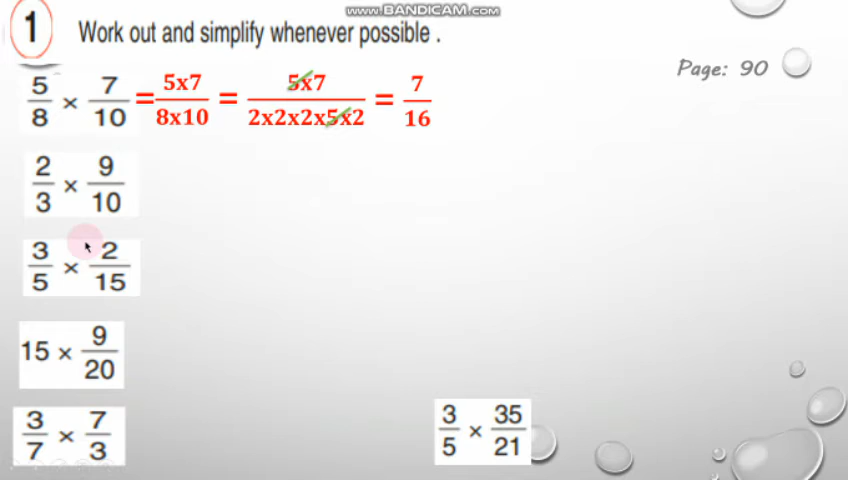 WWW.BANDICAM.COM
1 Work out and simplify whenever possible .
Page: 90
5/8 × 7/10 = 5x7/8x10 = 5x7/2x2x2x5x2 = 7/16
2/3 × 9/10
3/5 × 2/15
15 × 9/20
3/7 × 7/3
3/5 × 35/21